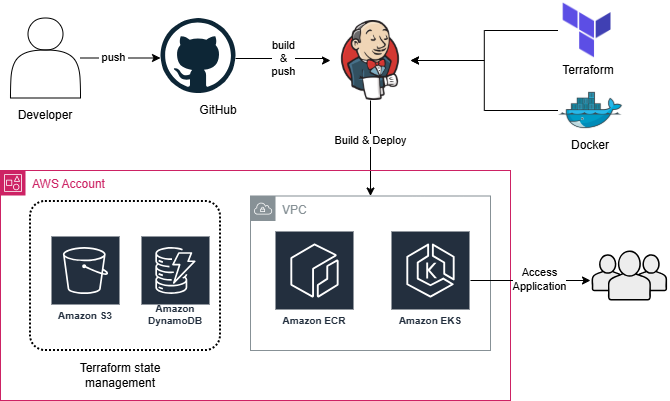 push
build
&
push
Developer
GitHub
Terraform
Docker
Build & Deploy
AWS Account
VPC
Amazon S3
Amazon
DynamoDB
Amazon ECR
K
Amazon EKS
Access
Application
Terraform state
management